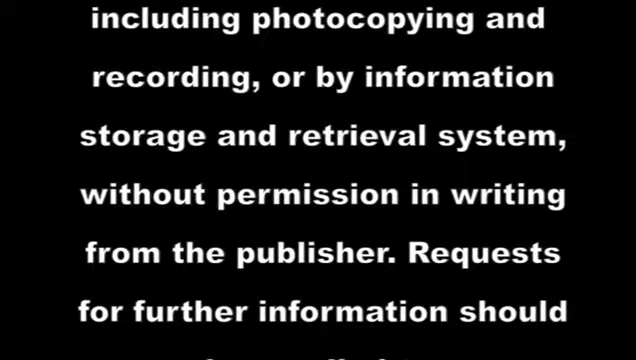 including photocopying and
recording, or by information
storage and retrieval system,
without permission in writing
from the publisher. Requests
for further information should